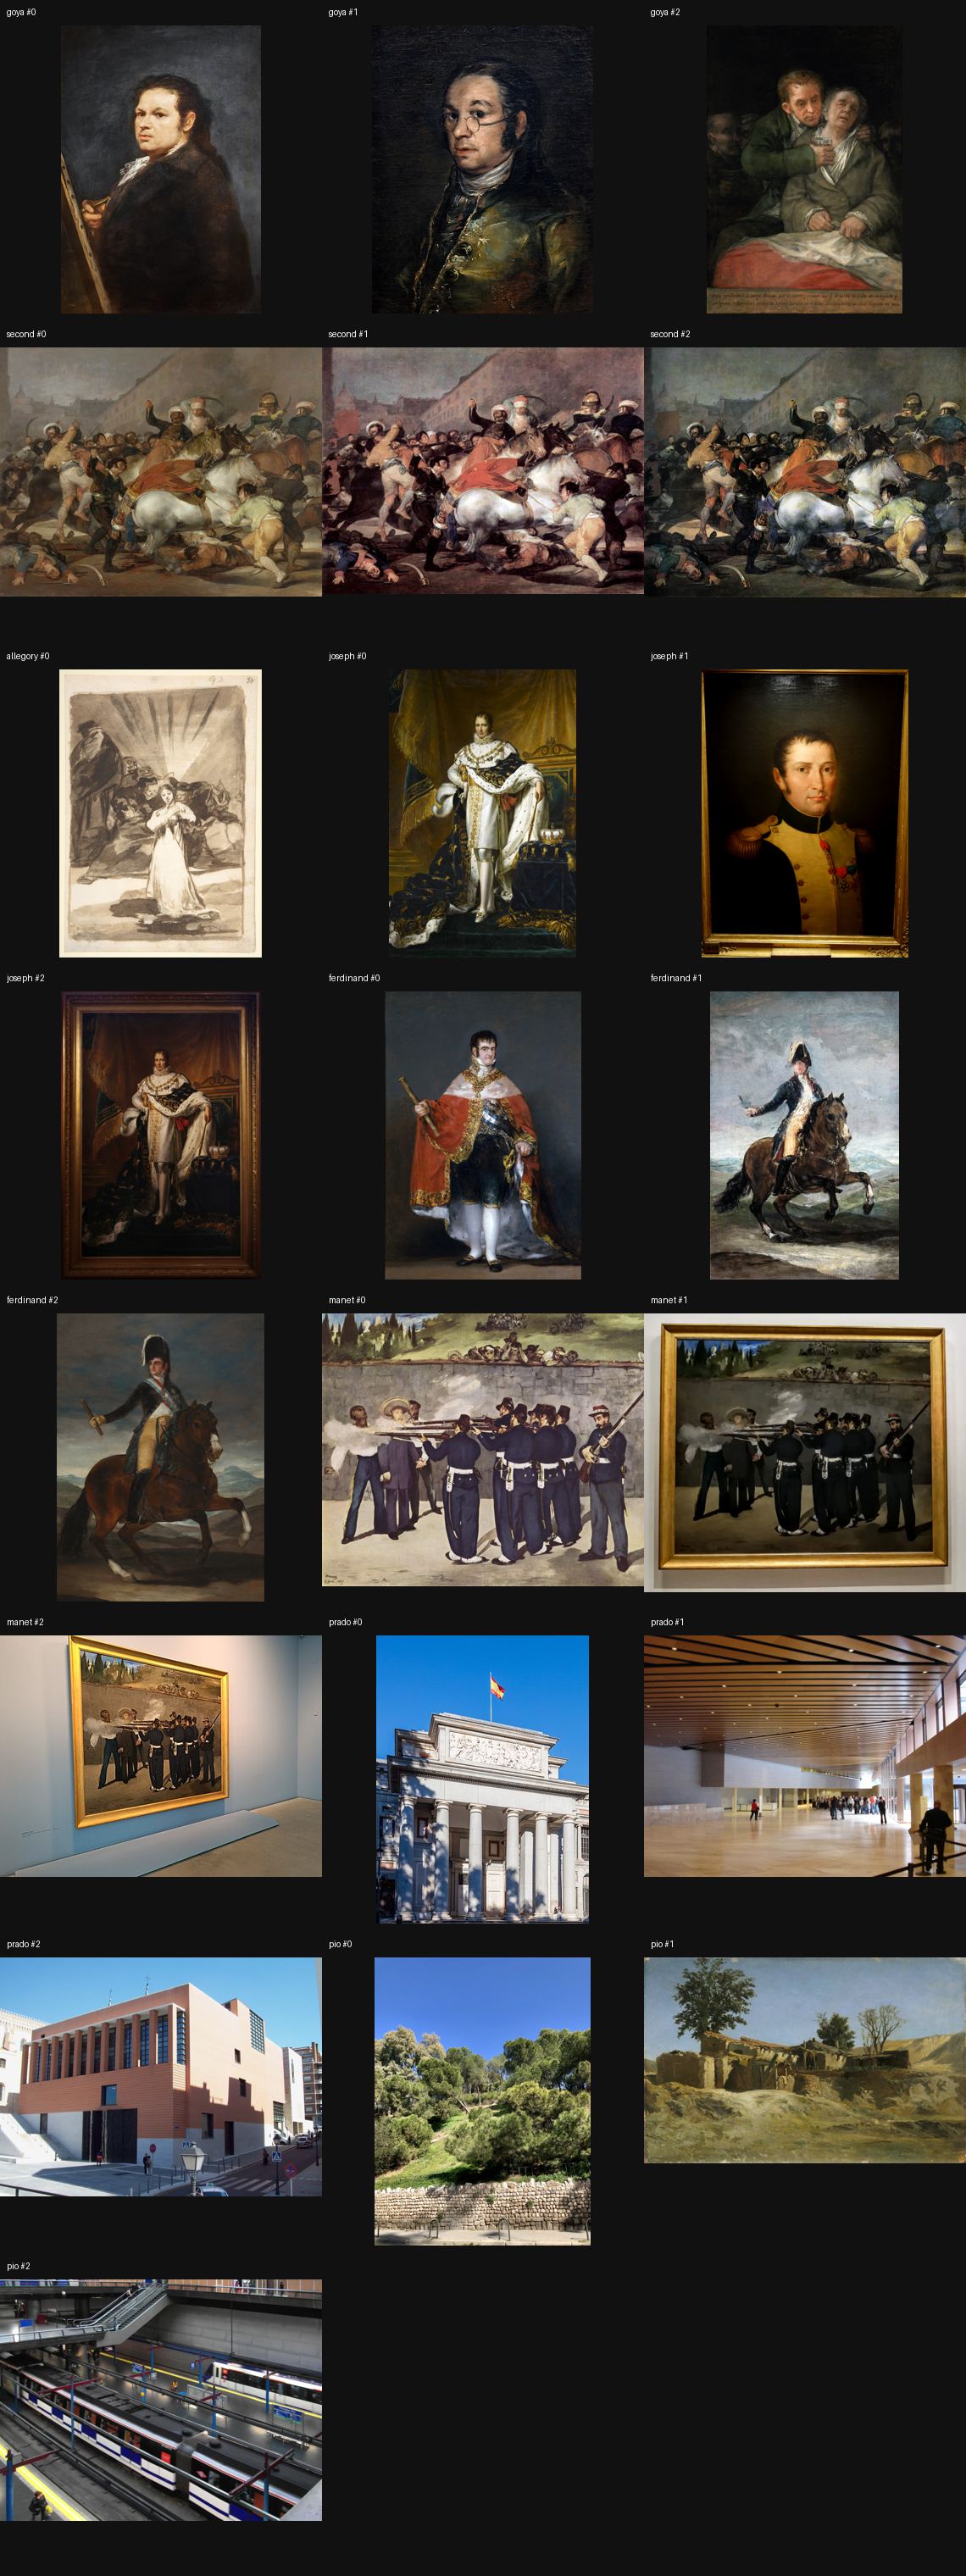 goya #0
goya #1
goya #2
second #0
second #1
second #2
allegory #0
joseph #0
joseph #1
joseph #2
ferdinand #0
ferdinand #1
ferdinand #2
manet #0
manet #1
manet #2
prado #0
prado #1
prado #2
pio #0
pio #1
pio #2